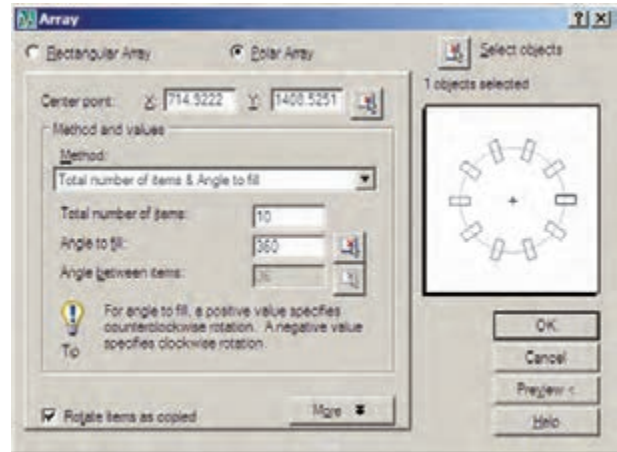 Array
Rectangular Array
Polar Array
Select objects
1 objects selected
Center point: X: 714.9222 Y: 1408.5251
Method and values
Method:
Total number of items & Angle to fill
Total number of items: 10
Angle to fill: 360
Angle between items: 36
For angle to fill, a positive value specifies
counterclockwise rotation. A negative value
specifies clockwise rotation.
Tip
Rotate items as copied
More
OK
Cancel
Preview <
Help